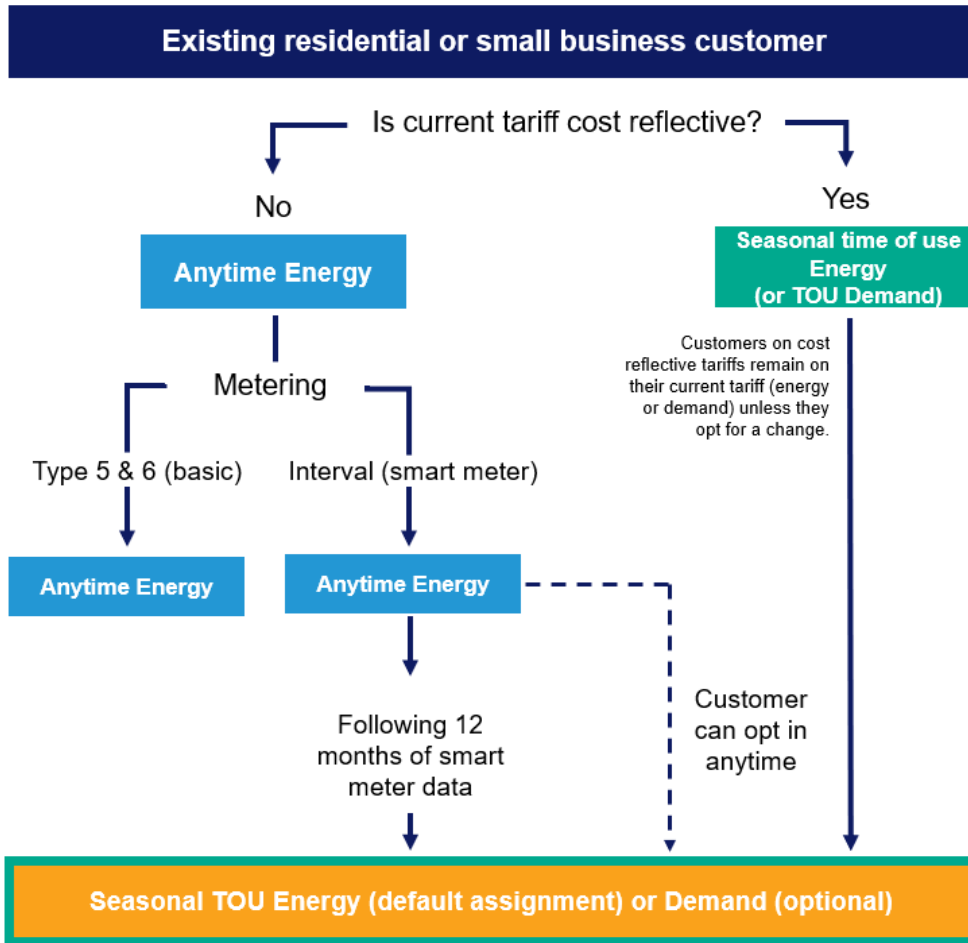 Existing residential or small business customer
Is current tariff cost reflective?
No
Yes
Anytime Energy
Seasonal time of use
Energy
(or TOU Demand)
Customers on cost
reflective tariffs remain on
their current tariff (energy
or demand) unless they
opt for a change.
Metering
Type 5 & 6 (basic)
Interval (smart meter)
Anytime Energy
Anytime Energy
Following 12
months of smart
meter data
Customer
can opt in
anytime
Seasonal TOU Energy (default assignment) or Demand (optional)